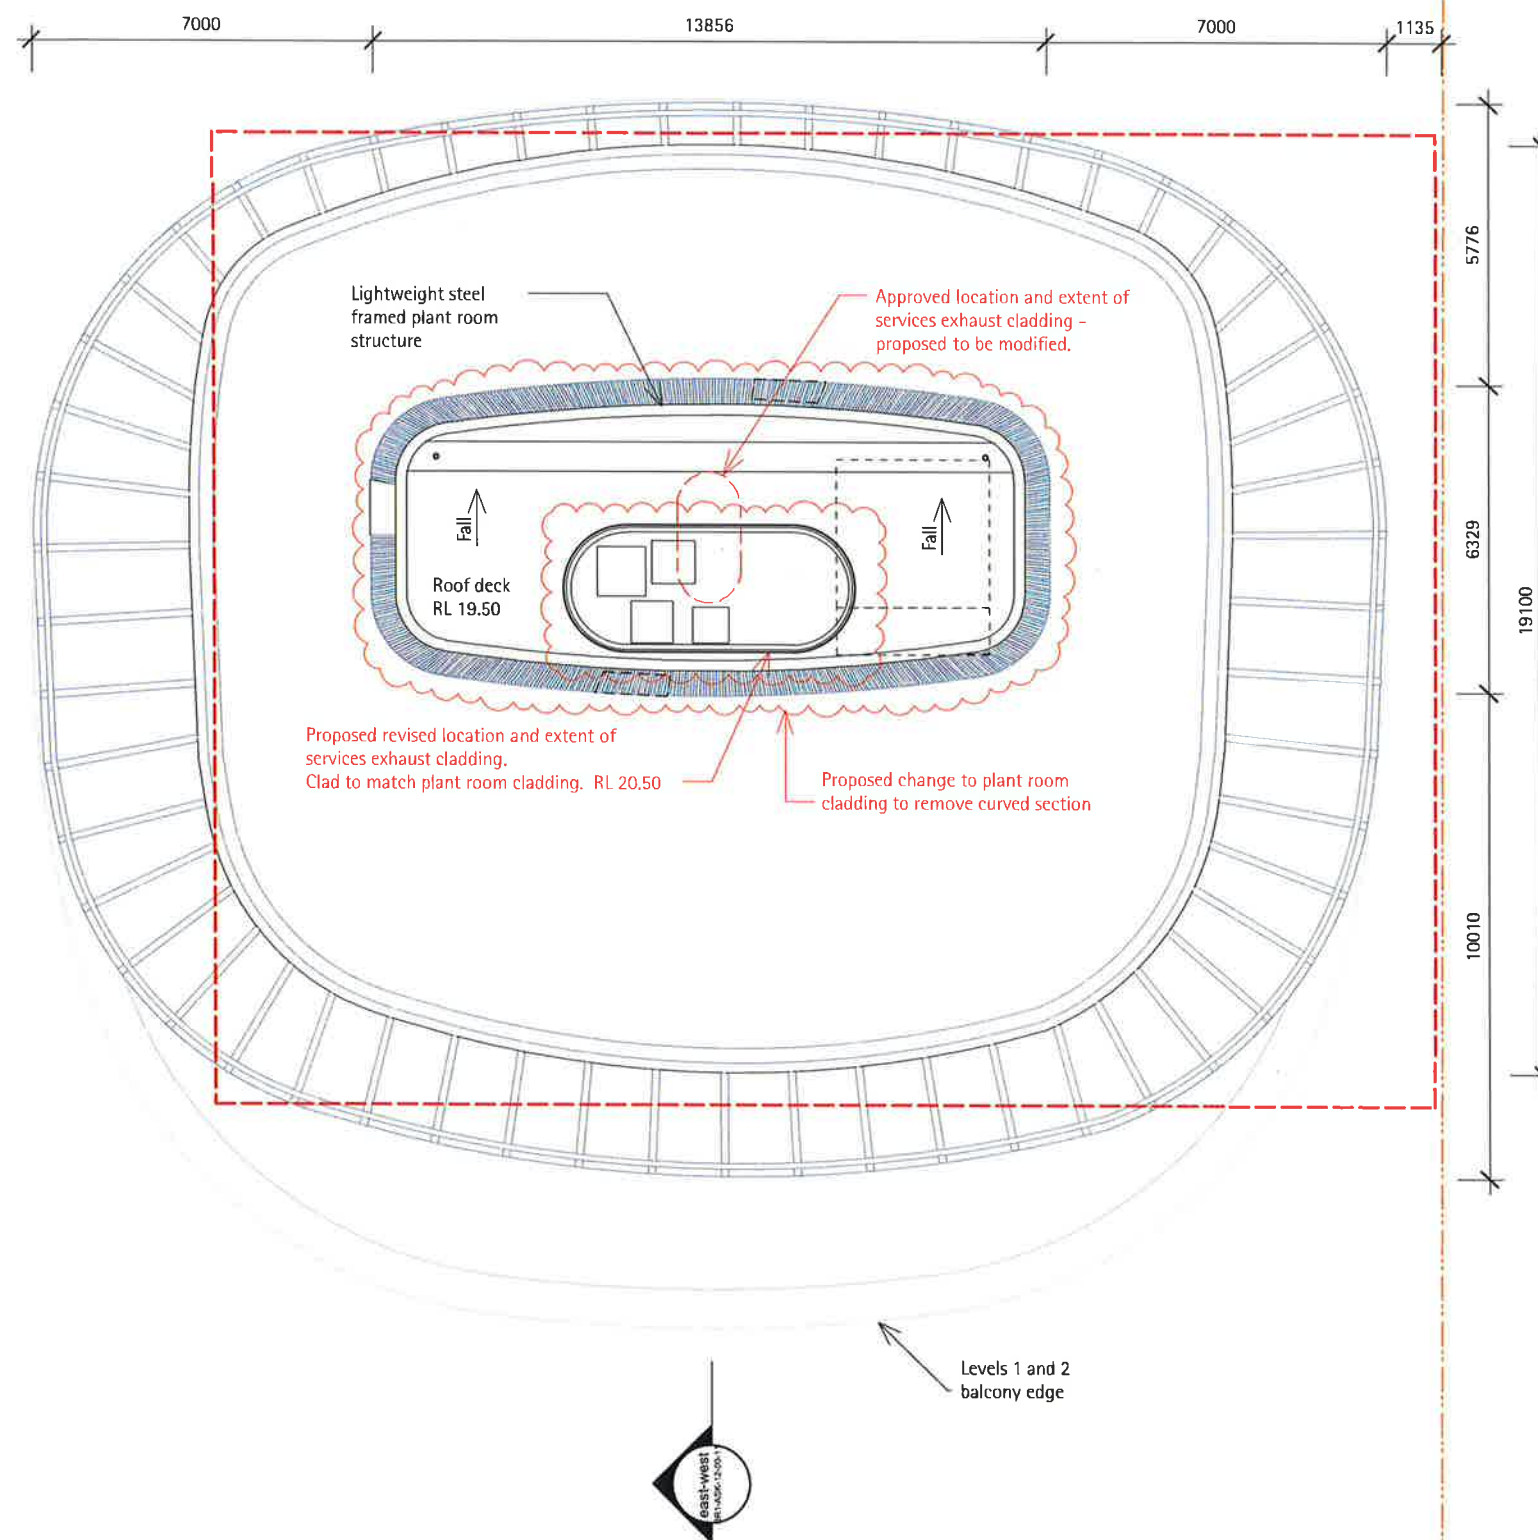 7000
13856
7000
1135
5776
6329
19100
10010
Lightweight steel
framed plant room
structure
Approved location and extent of
services exhaust cladding -
proposed to be modified.
Fall
Fall
Roof deck
RL 19.50
Proposed revised location and extent of
services exhaust cladding.
Clad to match plant room cladding. RL 20.50
Proposed change to plant room
cladding to remove curved section
Levels 1 and 2
balcony edge
east-west